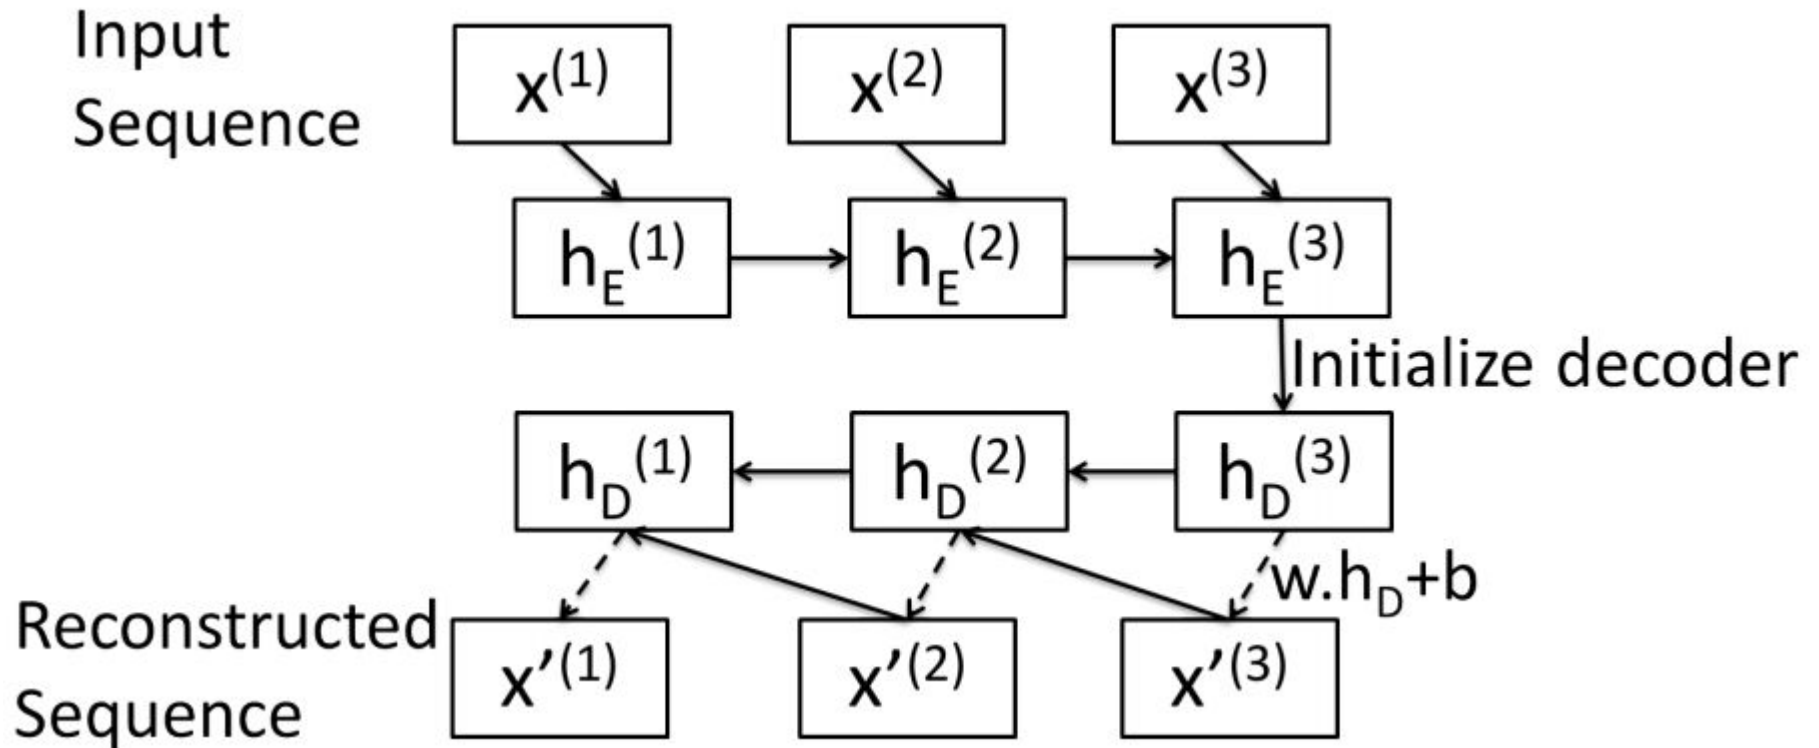 Input
Sequence
x(1) x(2) x(3)
hE(1) hE(2) hE(3)
Initialize decoder
hD(1) hD(2) hD(3)
w.hD+b
Reconstructed
Sequence
x′(1) x′(2) x′(3)